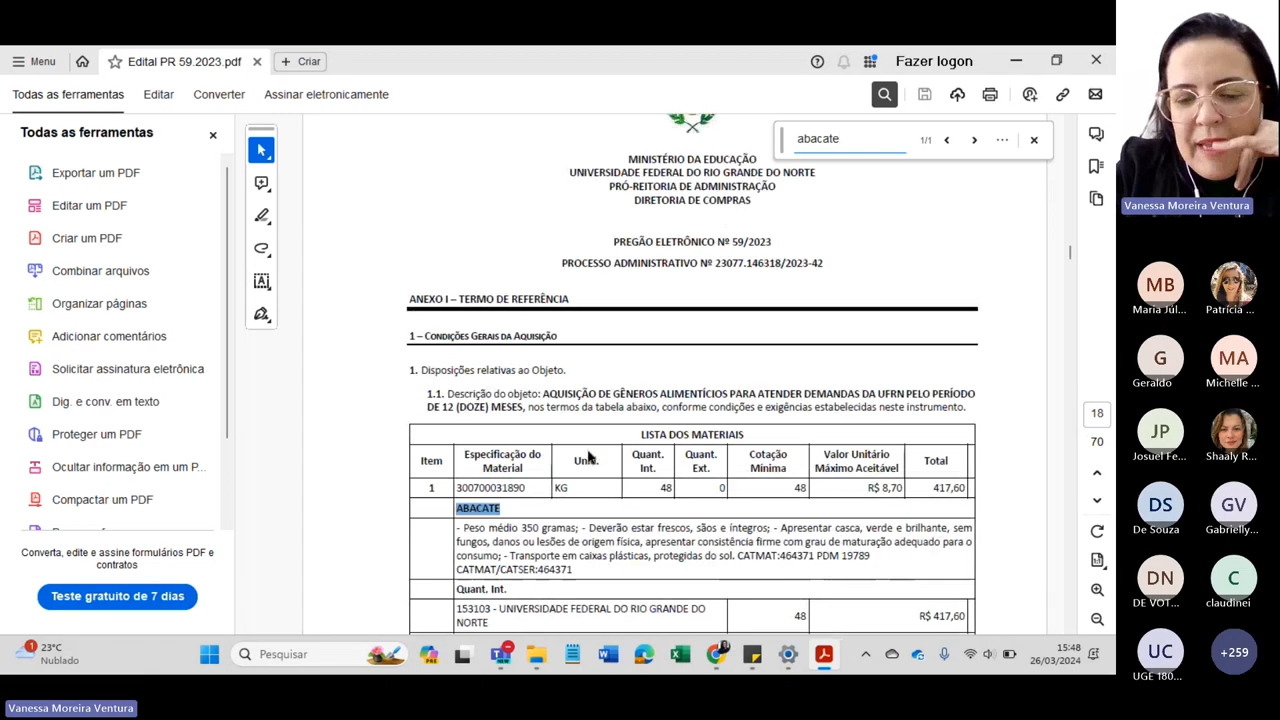 Menu
Edital PR 59.2023.pdf
Criar
Fazer logon
Todas as ferramentas
Editar
Converter
Assinar eletronicamente
Todas as ferramentas
Exportar um PDF
Editar um PDF
Criar um PDF
Combinar arquivos
Organizar páginas
Adicionar comentários
Solicitar assinatura eletrônica
Dig. e conv. em texto
Proteger um PDF
Ocultar informação em um P...
Compactar um PDF
Converta, edite e assine formulários PDF e
contratos
Teste gratuito de 7 dias
abacate
1/1
MINISTÉRIO DA EDUCAÇÃO
UNIVERSIDADE FEDERAL DO RIO GRANDE DO NORTE
PRÓ-REITORIA DE ADMINISTRAÇÃO
DIRETORIA DE COMPRAS
PREGÃO ELETRÔNICO Nº 59/2023
PROCESSO ADMINISTRATIVO Nº 23077.146318/2023-42
ANEXO I – TERMO DE REFERÊNCIA
1 – CONDIÇÕES GERAIS DA AQUISIÇÃO
1. Disposições relativas ao Objeto.
1.1. Descrição do objeto: AQUISIÇÃO DE GÊNEROS ALIMENTÍCIOS PARA ATENDER DEMANDAS DA UFRN PELO PERÍODO
DE 12 (DOZE) MESES, nos termos da tabela abaixo, conforme condições e exigências estabelecidas neste instrumento.
LISTA DOS MATERIAIS
Item
Especificação do
Material
Quant.
Int.
Quant.
Ext.
Cotação
Mínima
Valor Unitário
Máximo Aceitável
Total
1 300700031890 KG 48 0 48 R$ 8,70 417,60
ABACATE
- Peso médio 350 gramas; - Deverão estar frescos, sãos e íntegros; - Apresentar casca, verde e brilhante, sem
fungos, danos ou lesões de origem física, apresentar consistência firme com grau de maturação adequado para o
consumo; - Transporte em caixas plásticas, protegidas do sol. CATMAT:464371 PDM 19789
CATMAT/CATSER:464371
Quant. Int.
153103 - UNIVERSIDADE FEDERAL DO RIO GRANDE DO
NORTE
48 R$ 417,60
18
70
23°C
Nublado
1
Pesquisar
15:48
26/03/2024
Vanessa Moreira Ventura
MB
Maria Júl...
Patrícia ...
G
Geraldo
MA
Michelle ...
JP
Josuel Fe...
Shaaly R...
DS
De Souza
GV
Gabrielly...
DN
DE VOT...
C
claudinei
UC
UGE 180...
+259
Vanessa Moreira Ventura